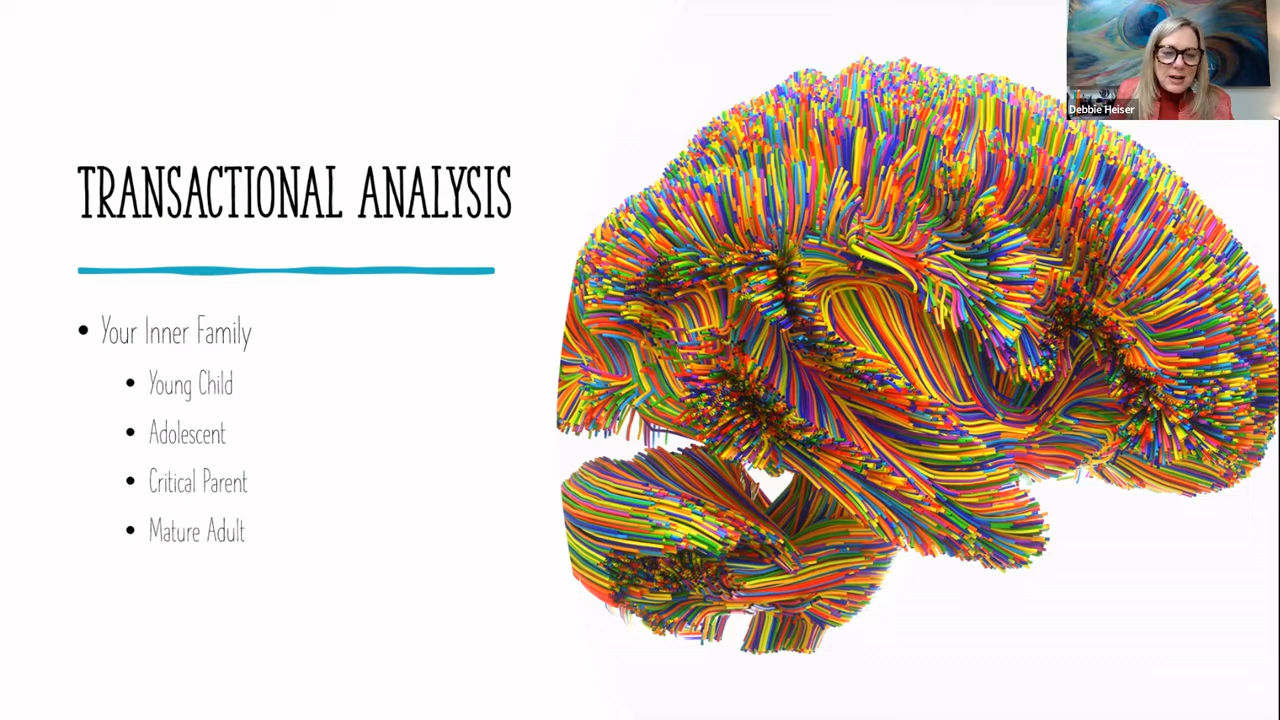 TRANSACTIONAL ANALYSIS
• Your Inner Family
• Young Child
• Adolescent
• Critical Parent
• Mature Adult
Debbie Heiser